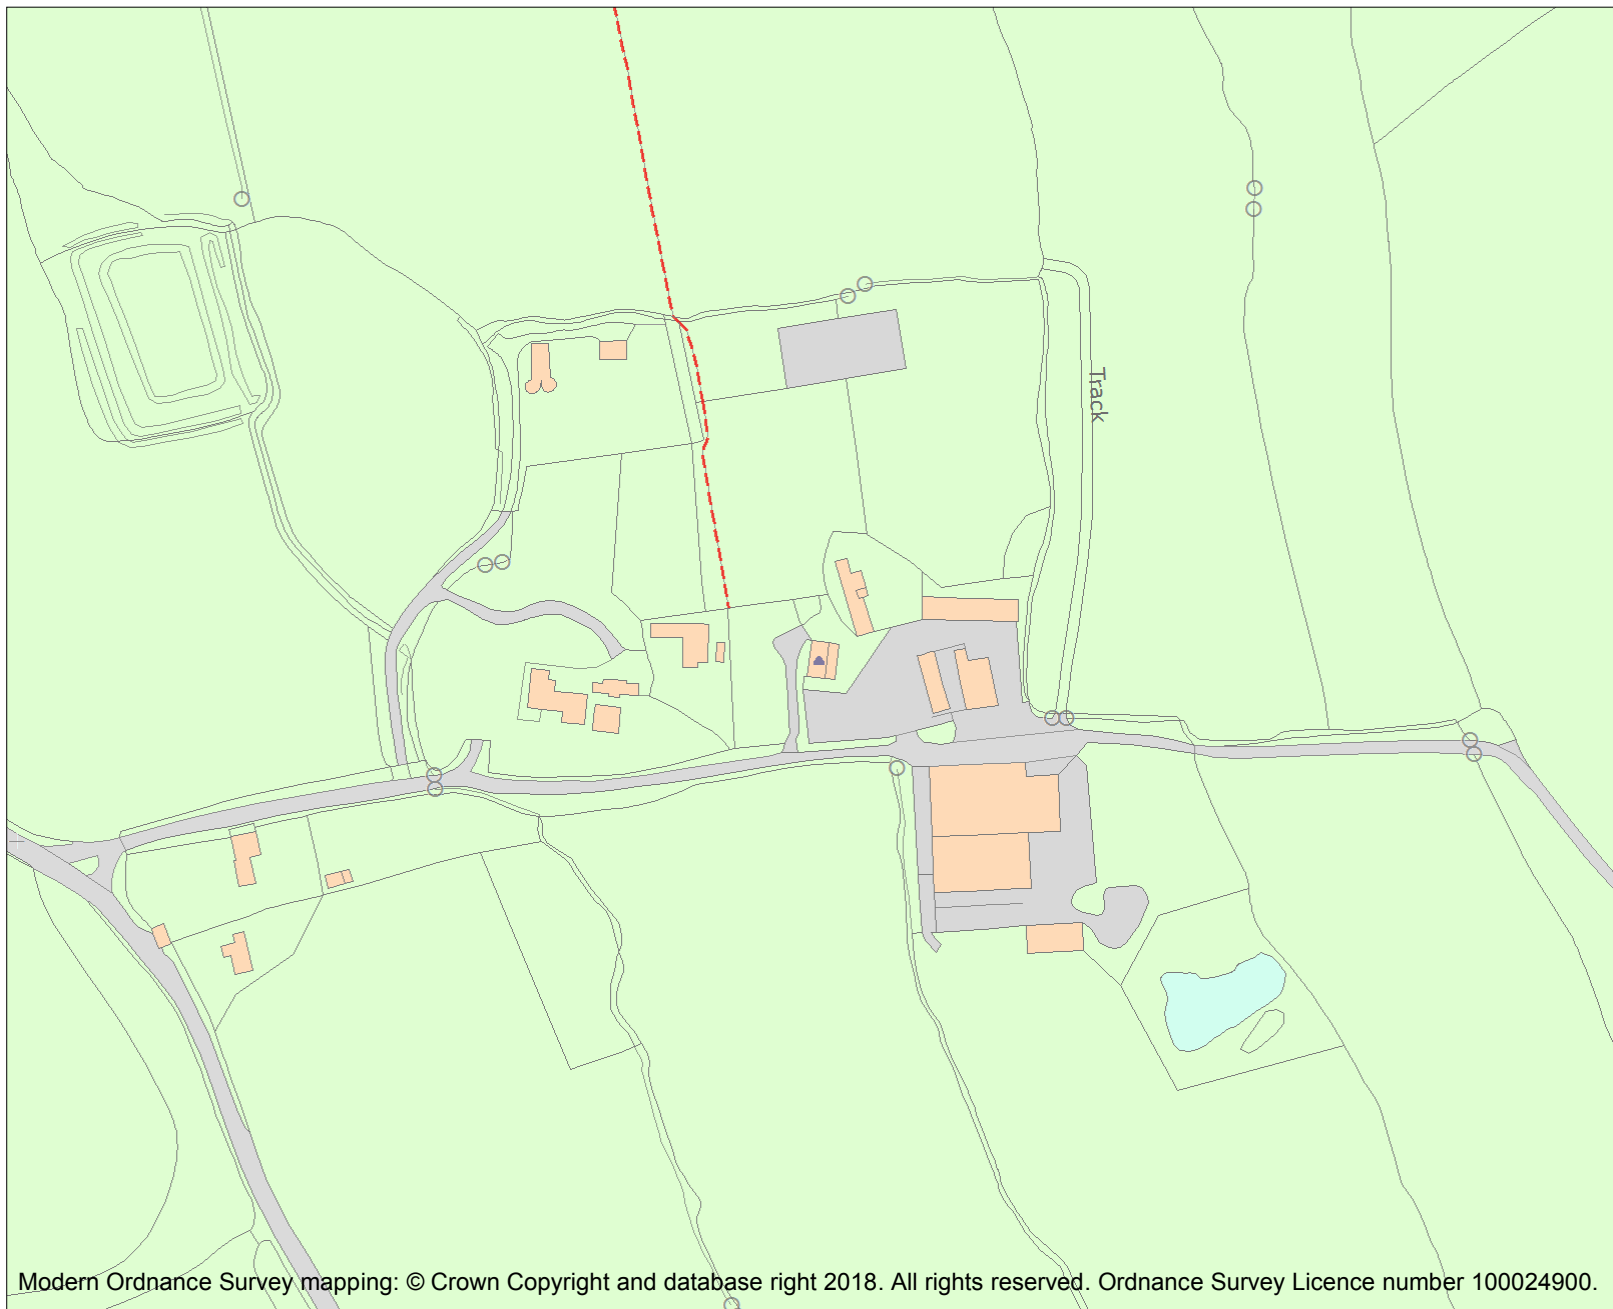 Track
Modern Ordnance Survey mapping: © Crown Copyright and database right 2018. All rights reserved. Ordnance Survey Licence number 100024900.